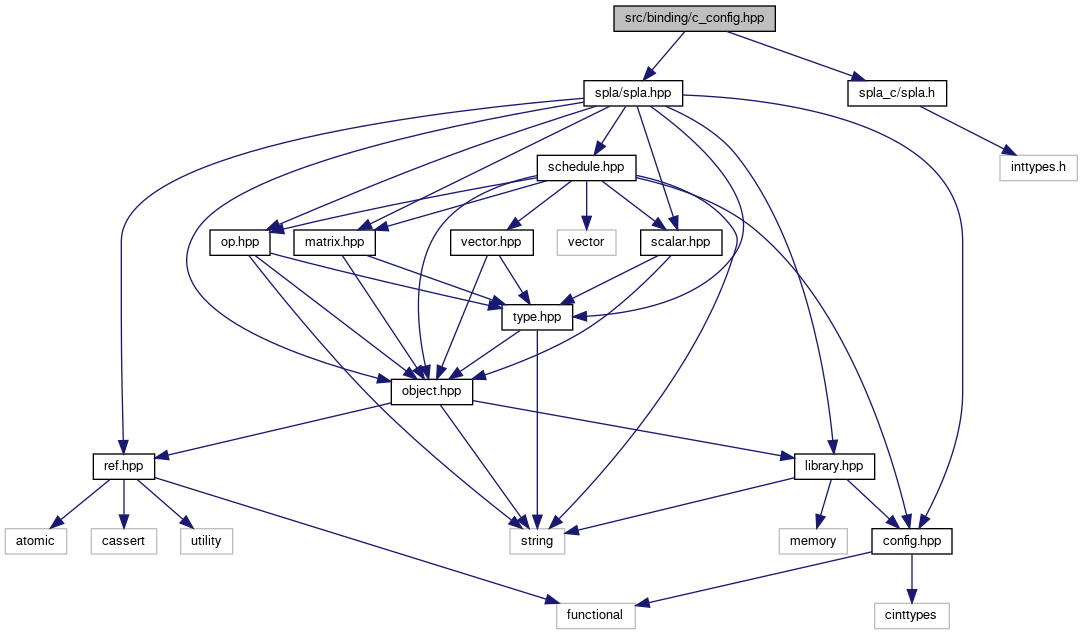 src/binding/c_config.hpp
spla/spla.hpp
spla_c/spla.h
schedule.hpp
inttypes.h
op.hpp
matrix.hpp
vector.hpp
vector
scalar.hpp
type.hpp
object.hpp
ref.hpp
library.hpp
atomic
cassert
utility
string
memory
config.hpp
functional
cinttypes